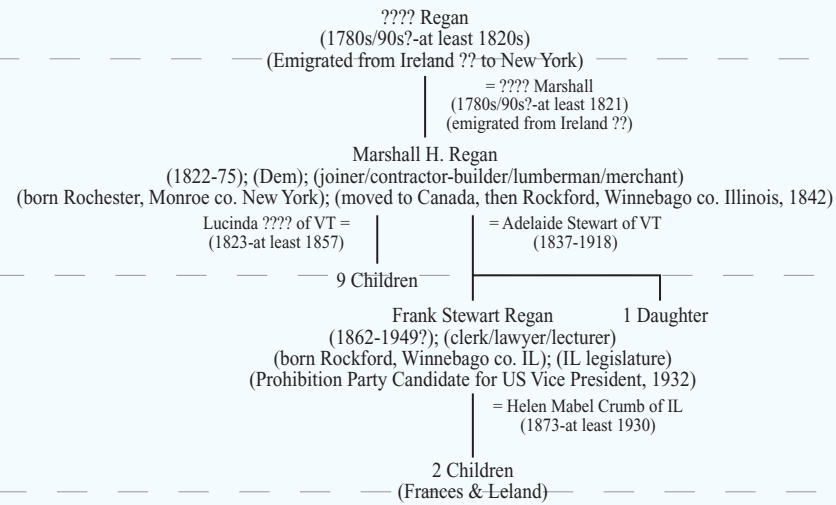 ???? Regan
(1780s/90s?-at least 1820s)
(Emigrated from Ireland ?? to New York)
= ???? Marshall
(1780s/90s?-at least 1821)
(emigrated from Ireland ??)
Marshall H. Regan
(1822-75); (Dem); (joiner/contractor-builder/lumberman/merchant)
(born Rochester, Monroe co. New York); (moved to Canada, then Rockford, Winnebago co. Illinois, 1842)
Lucinda ???? of VT =
(1823-at least 1857)
= Adelaide Stewart of VT
(1837-1918)
9 Children
Frank Stewart Regan
1 Daughter
(1862-1949?); (clerk/lawyer/lecturer)
(born Rockford, Winnebago co. IL); (IL legislature)
(Prohibition Party Candidate for US Vice President, 1932)
= Helen Mabel Crumb of IL
(1873-at least 1930)
2 Children
(Frances & Leland)